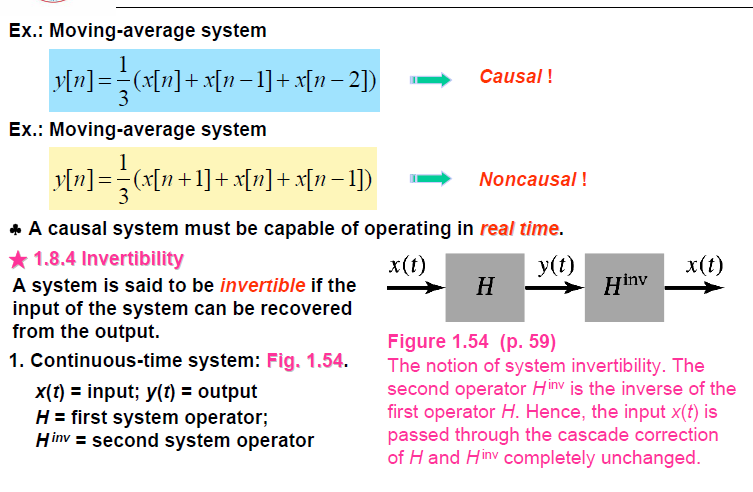 Ex.: Moving-average system
y[n] = 1/3 (x[n] + x[n − 1] + x[n − 2])
Causal !
Ex.: Moving-average system
y[n] = 1/3 (x[n + 1] + x[n] + x[n − 1])
Noncausal !
♣ A causal system must be capable of operating in real time.
★ 1.8.4 Invertibility
A system is said to be invertible if the
input of the system can be recovered
from the output.
1. Continuous-time system: Fig. 1.54.
x(t) = input; y(t) = output
H = first system operator;
H^inv = second system operator
x(t) H y(t) H^inv x(t)
Figure 1.54 (p. 59)
The notion of system invertibility. The
second operator H^inv is the inverse of the
first operator H. Hence, the input x(t) is
passed through the cascade correction
of H and H^inv completely unchanged.